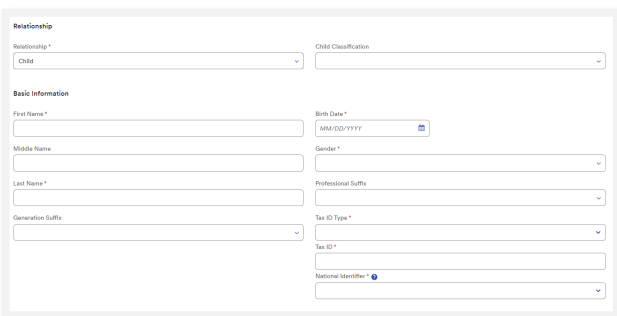 Relationship
Relationship *
Child Classification
Child
Basic Information
First Name *
Birth Date *
MM/DD/YYYY
Middle Name
Gender *
Last Name *
Professional Suffix
Generation Suffix
Tax ID Type *
Tax ID *
National Identifier * ?